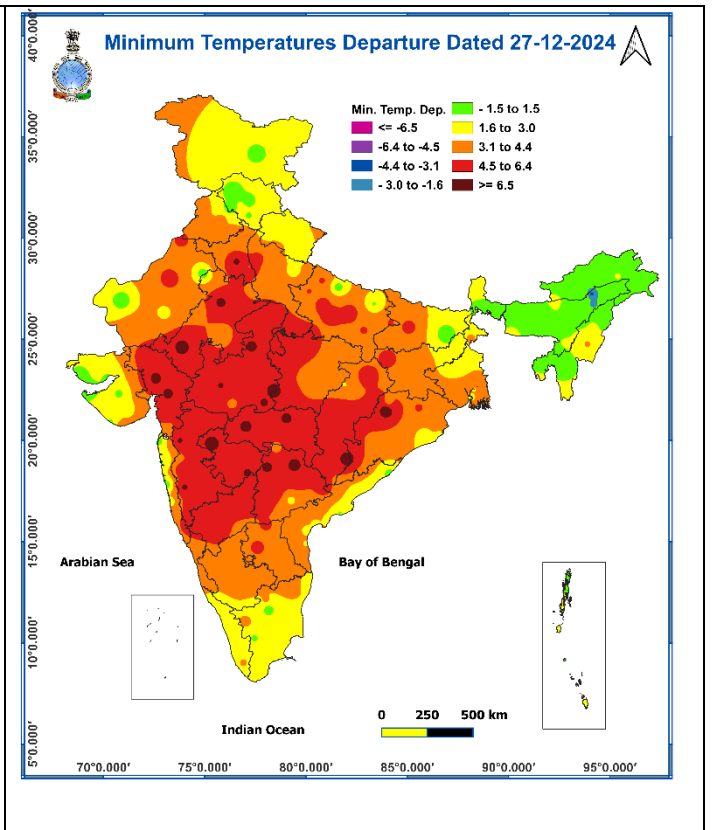 Minimum Temperatures Departure Dated 27-12-2024
Min. Temp. Dep.
<= -6.5
-6.4 to -4.5
-4.4 to -3.1
- 3.0 to -1.6
- 1.5 to 1.5
1.6 to 3.0
3.1 to 4.4
4.5 to 6.4
>= 6.5
40°0.000'
35°0.000'
30°0.000'
25°0.000'
20°0.000'
15°0.000'
10°0.000'
5°0.000'
Arabian Sea
Bay of Bengal
Indian Ocean
0 250 500 km
70°0.000' 75°0.000' 80°0.000' 85°0.000' 90°0.000' 95°0.000'